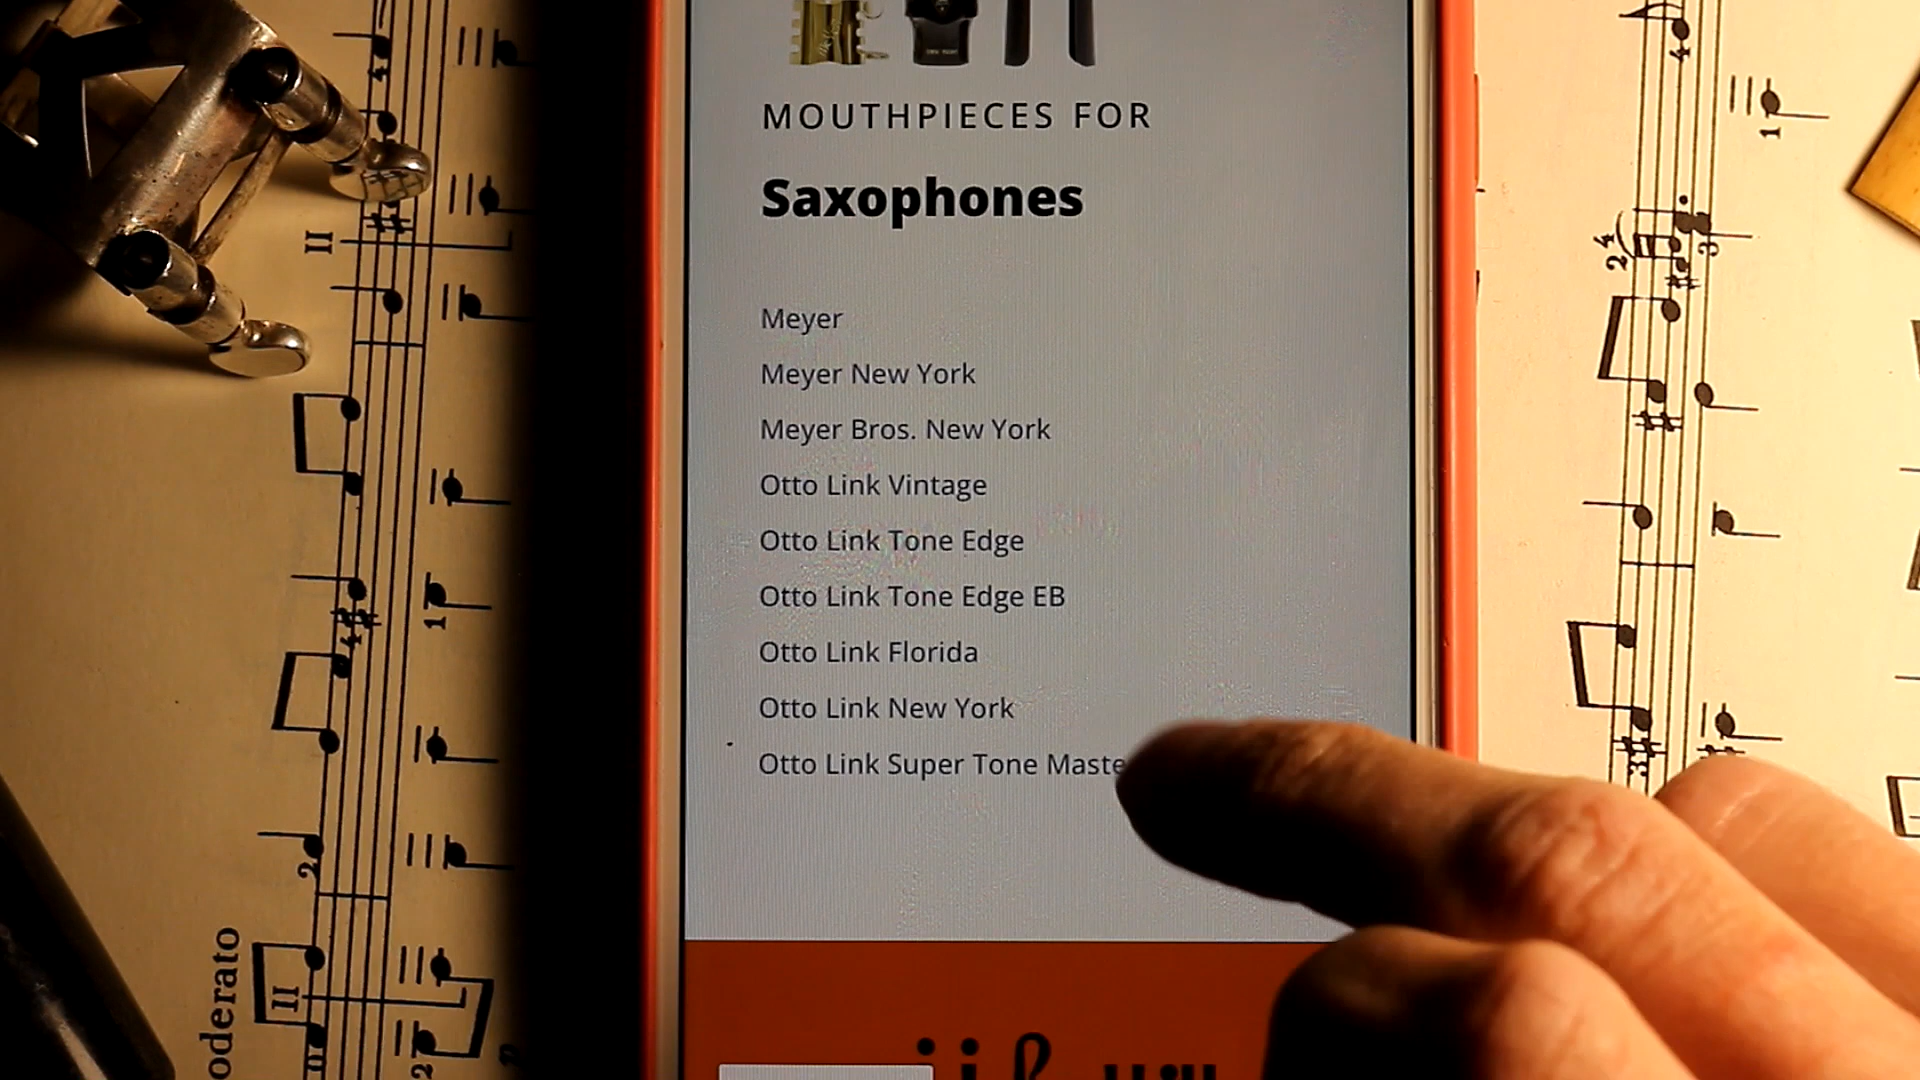 MOUTHPIECES FOR
Saxophones
Meyer
Meyer New York
Meyer Bros. New York
Otto Link Vintage
Otto Link Tone Edge
Otto Link Tone Edge EB
Otto Link Florida
Otto Link New York
Otto Link Super Tone Maste
oderato